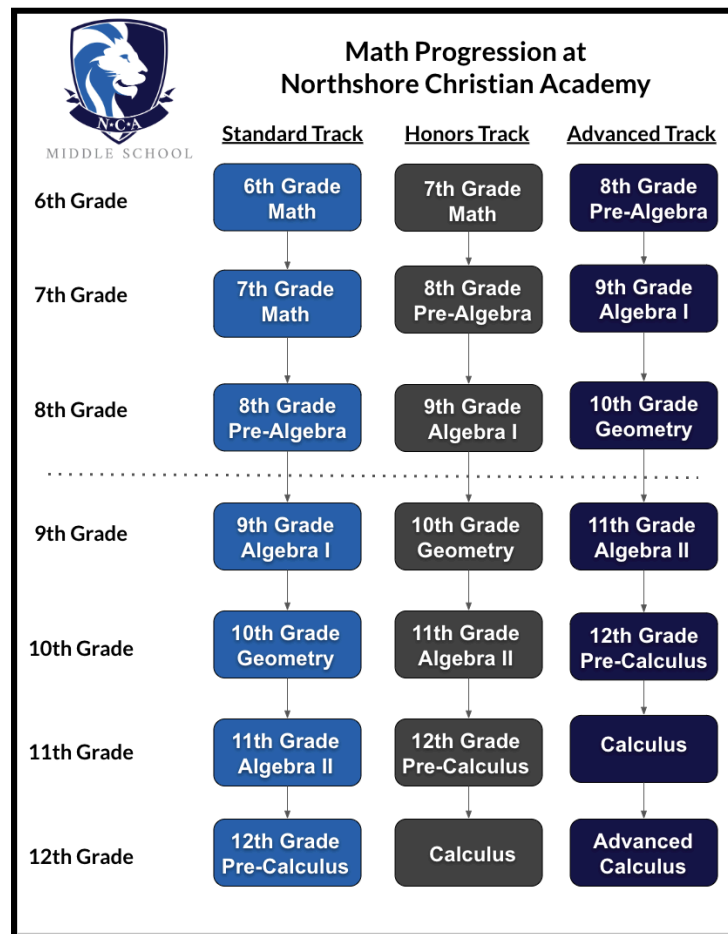 N·C·A
MIDDLE SCHOOL
Math Progression at
Northshore Christian Academy
Standard Track
Honors Track
Advanced Track
6th Grade
6th Grade
Math
7th Grade
Math
8th Grade
Pre-Algebra
7th Grade
7th Grade
Math
8th Grade
Pre-Algebra
9th Grade
Algebra I
8th Grade
8th Grade
Pre-Algebra
9th Grade
Algebra I
10th Grade
Geometry
9th Grade
9th Grade
Algebra I
10th Grade
Geometry
11th Grade
Algebra II
10th Grade
10th Grade
Geometry
11th Grade
Algebra II
12th Grade
Pre-Calculus
11th Grade
11th Grade
Algebra II
12th Grade
Pre-Calculus
Calculus
12th Grade
12th Grade
Pre-Calculus
Calculus
Advanced
Calculus